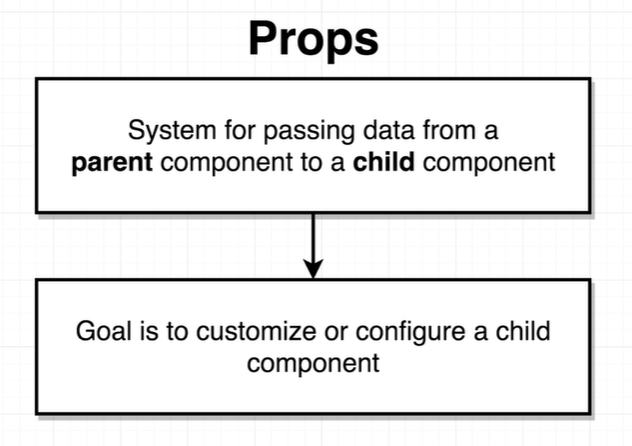 Props
System for passing data from a
parent component to a child component
Goal is to customize or configure a child
component